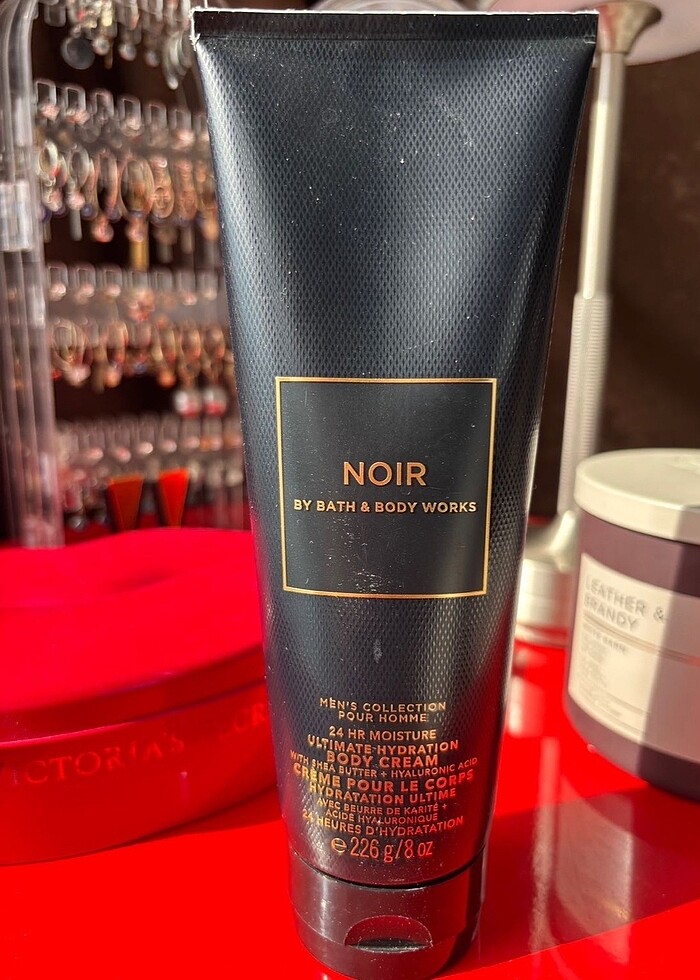 NOIR
BY BATH & BODY WORKS
MEN'S COLLECTION
POUR HOMME
24 HR MOISTURE
ULTIMATE HYDRATION
BODY CREAM
WITH SHEA BUTTER + HYALURONIC ACID
CRÈME POUR LE CORPS
HYDRATATION ULTIME
AVEC BEURRE DE KARITÉ +
ACIDE HYALURONIQUE
24 HEURES D'HYDRATATION
℮ 226 g/8 oz
VICTORIA'S
LEATHER &
BRANDY